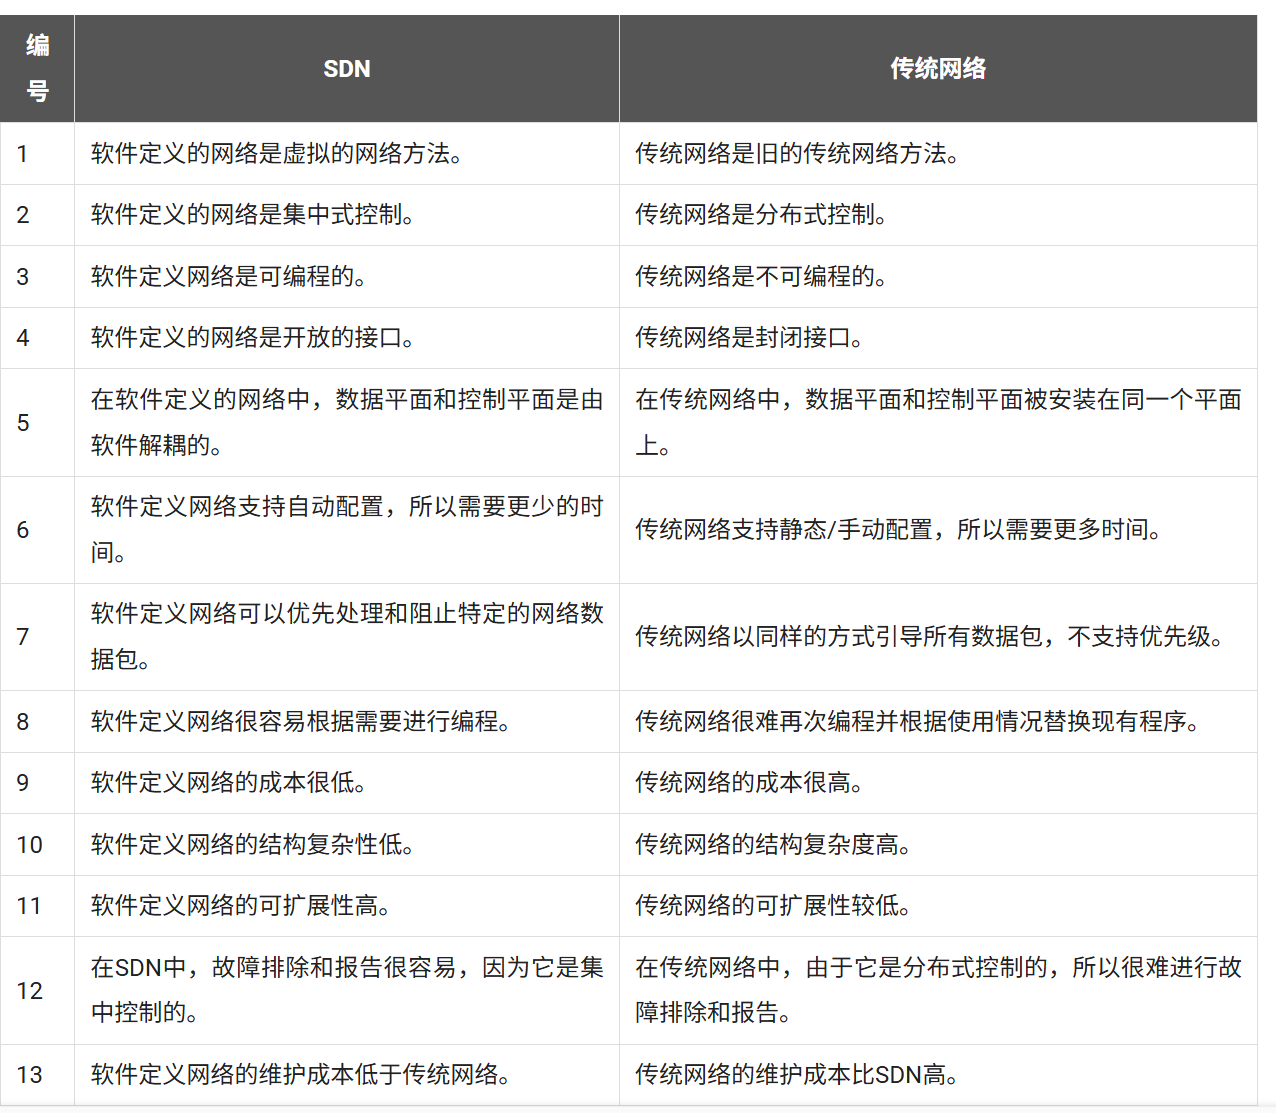 编
号
SDN
传统网络
1
软件定义的网络是虚拟的网络方法。
传统网络是旧的传统网络方法。
2
软件定义的网络是集中式控制。
传统网络是分布式控制。
3
软件定义网络是可编程的。
传统网络是不可编程的。
4
软件定义的网络是开放的接口。
传统网络是封闭接口。
5
在软件定义的网络中，数据平面和控制平面是由
软件解耦的。
在传统网络中，数据平面和控制平面被安装在同一个平面
上。
6
软件定义网络支持自动配置，所以需要更少的时
间。
传统网络支持静态/手动配置，所以需要更多时间。
7
软件定义网络可以优先处理和阻止特定的网络数
据包。
传统网络以同样的方式引导所有数据包，不支持优先级。
8
软件定义网络很容易根据需要进行编程。
传统网络很难再次编程并根据使用情况替换现有程序。
9
软件定义网络的成本很低。
传统网络的成本很高。
10
软件定义网络的结构复杂性低。
传统网络的结构复杂度高。
11
软件定义网络的可扩展性高。
传统网络的可扩展性较低。
12
在SDN中，故障排除和报告很容易，因为它是集
中控制的。
在传统网络中，由于它是分布式控制的，所以很难进行故
障排除和报告。
13
软件定义网络的维护成本低于传统网络。
传统网络的维护成本比SDN高。